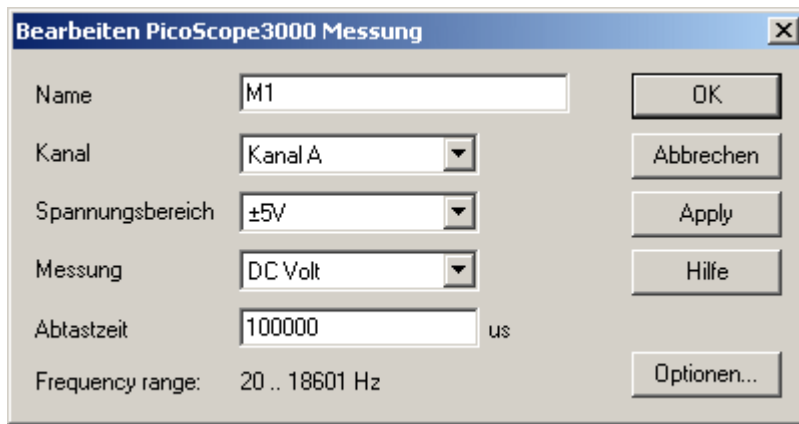 Bearbeiten PicoScope3000 Messung
Name M1 OK
Kanal Kanal A Abbrechen
Spannungsbereich ±5V Apply
Messung DC Volt Hilfe
Abtastzeit 100000 us
Frequency range: 20 .. 18601 Hz Optionen...